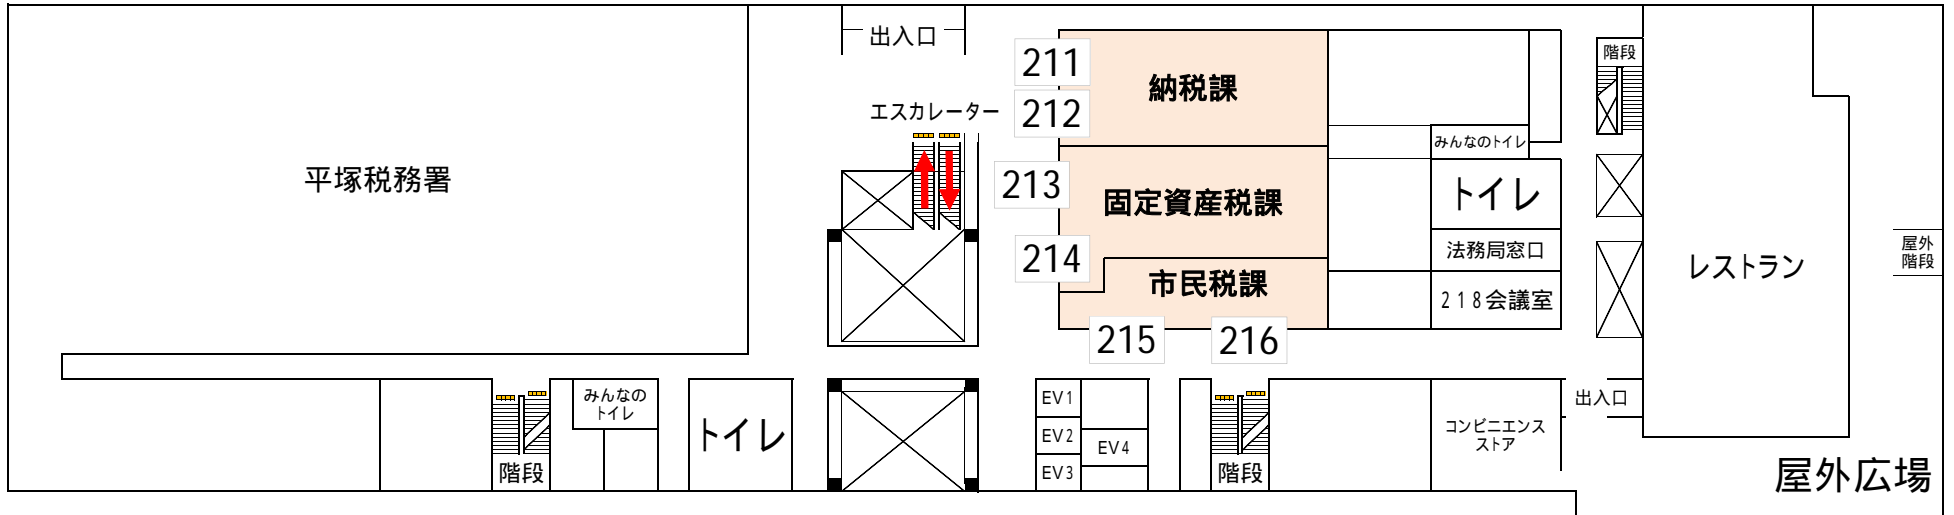 出入口
211
納税課
階段
212
エスカレーター
みんなのトイレ
平塚税務署
213
固定資産税課
トイレ
法務局窓口
屋外
階段
214
市民税課
レストラン
218会議室
215
216
みんなの
トイレ
EV1
出入口
トイレ
EV2
EV4
コンビニエンス
ストア
階段
EV3
階段
屋外広場